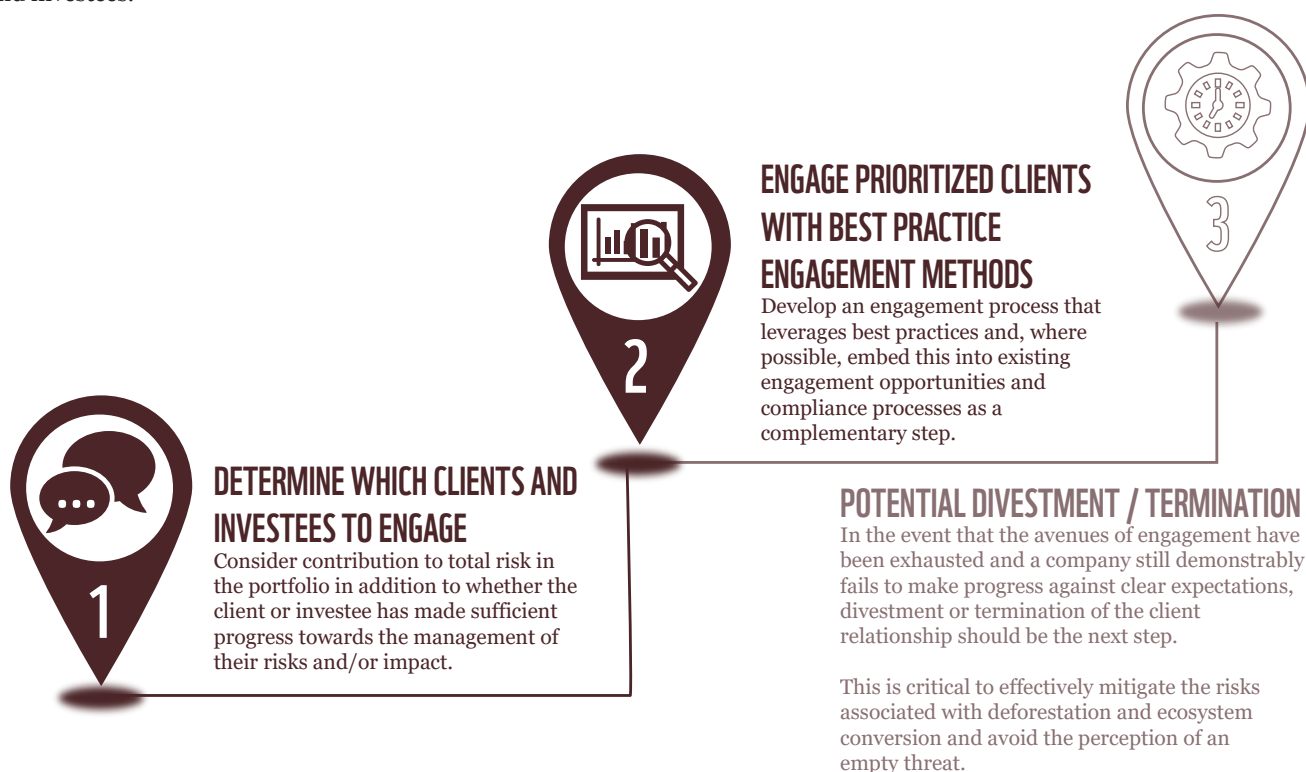 investees.
1
DETERMINE WHICH CLIENTS AND
INVESTEES TO ENGAGE
Consider contribution to total risk in
the portfolio in addition to whether the
client or investee has made sufficient
progress towards the management of
their risks and/or impact.
2
ENGAGE PRIORITIZED CLIENTS
WITH BEST PRACTICE
ENGAGEMENT METHODS
Develop an engagement process that
leverages best practices and, where
possible, embed this into existing
engagement opportunities and
compliance processes as a
complementary step.
3
POTENTIAL DIVESTMENT / TERMINATION
In the event that the avenues of engagement have
been exhausted and a company still demonstrably
fails to make progress against clear expectations,
divestment or termination of the client
relationship should be the next step.
This is critical to effectively mitigate the risks
associated with deforestation and ecosystem
conversion and avoid the perception of an
empty threat.